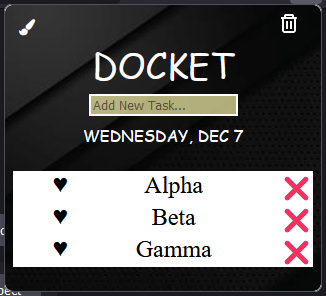 DOCKET
Add New Task...
WEDNESDAY, DEC 7
♥ Alpha
♥ Beta
♥ Gamma